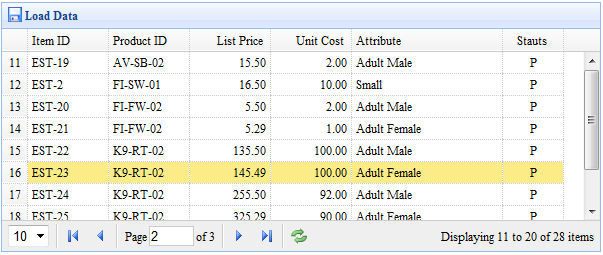 Load Data
Item ID Product ID List Price Unit Cost Attribute Stauts
11 EST-19 AV-SB-02 15.50 2.00 Adult Male P
12 EST-2 FI-SW-01 16.50 10.00 Small P
13 EST-20 FI-FW-02 5.50 2.00 Adult Male P
14 EST-21 FI-FW-02 5.29 1.00 Adult Female P
15 EST-22 K9-RT-02 135.50 100.00 Adult Male P
16 EST-23 K9-RT-02 145.49 100.00 Adult Female P
17 EST-24 K9-RT-02 255.50 92.00 Adult Male P
18 EST-25 K9-RT-02 325.29 90.00 Adult Female P
10 Page 2 of 3 Displaying 11 to 20 of 28 items